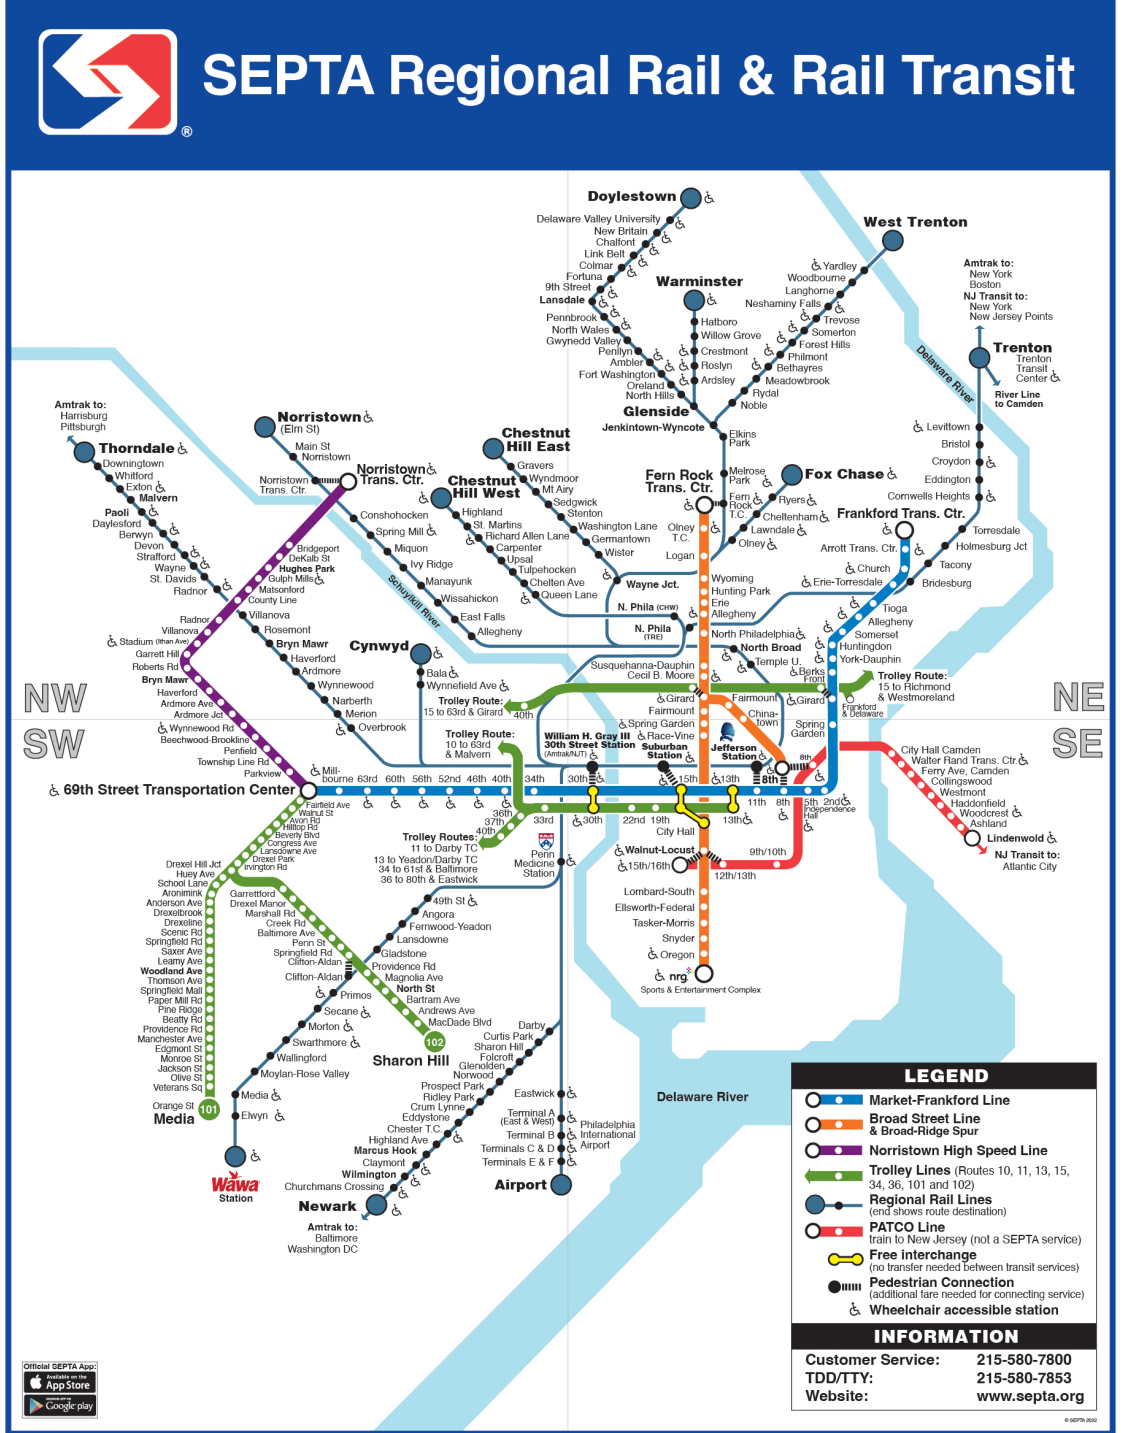 SEPTA Regional Rail & Rail Transit
®
Doylestown
Delaware Valley University
New Britain
Chalfont
Link Belt
Colmar
Fortuna
9th Street
Lansdale
Pennbrook
North Wales
Gwynedd Valley
Penllyn
Ambler
Fort Washington
Oreland
North Hills
Glenside
Jenkintown-Wyncote
Warminster
Hatboro
Willow Grove
Crestmont
Roslyn
Ardsley
West Trenton
Yardley
Woodbourne
Langhorne
Neshaminy Falls
Trevose
Somerton
Forest Hills
Philmont
Bethayres
Meadowbrook
Rydal
Noble
Elkins
Park
Melrose
Park
Fern
Rock
T.C.
Amtrak to:
New York
Boston
NJ Transit to:
New York
New Jersey Points
Trenton
Trenton
Transit
Center
River Line
to Camden
Delaware River
Levittown
Bristol
Croydon
Eddington
Cornwells Heights
Torresdale
Holmesburg Jct
Tacony
Bridesburg
Amtrak to:
Harrisburg
Pittsburgh
Thorndale
Downingtown
Whitford
Exton
Malvern
Paoli
Daylesford
Berwyn
Devon
Strafford
Wayne
St. Davids
Radnor
Villanova
Rosemont
Bryn Mawr
Haverford
Ardmore
Wynnewood
Narberth
Merion
Overbrook
Norristown
(Elm St)
Main St
Norristown
Norristown
Trans. Ctr.
Norristown
Trans. Ctr.
Conshohocken
Spring Mill
Miquon
Ivy Ridge
Manayunk
Wissahickon
East Falls
Allegheny
Schuylkill River
Chestnut
Hill East
Gravers
Wyndmoor
Mt Airy
Sedgwick
Stenton
Washington Lane
Germantown
Wister
Wayne Jct.
Chestnut
Hill West
Highland
St. Martins
Richard Allen Lane
Carpenter
Upsal
Tulpehocken
Chelten Ave
Queen Lane
N. Phila (CHW)
N. Phila
(TRE)
Fox Chase
Ryers
Cheltenham
Lawndale
Olney
Fern Rock
Trans. Ctr.
Olney
T.C.
Logan
Wyoming
Hunting Park
Erie
Allegheny
North Philadelphia
North Broad
Temple U.
Susquehanna-Dauphin
Cecil B. Moore
Girard
Fairmount
Spring Garden
Race-Vine
Fairmount
China-
town
Frankford Trans. Ctr.
Arrott Trans. Ctr.
Church
Erie-Torresdale
Tioga
Allegheny
Somerset
Huntingdon
York-Dauphin
Berks
Front
Girard
Spring
Garden
Frankford
& Delaware
Trolley Route:
15 to Richmond
& Westmoreland
Bridgeport
DeKalb St
Hughes Park
Gulph Mills
Matsonford
County Line
Radnor
Villanova
Stadium (Ithan Ave)
Garrett Hill
Roberts Rd
Bryn Mawr
Haverford
Ardmore Ave
Ardmore Jct
Wynnewood Rd
Beechwood-Brookline
Penfield
Township Line Rd
Parkview
Cynwyd
Bala
Wynnefield Ave
Trolley Route:
15 to 63rd & Girard
40th
Trolley Route:
10 to 63rd
& Malvern
NW
SW
NE
SE
William H. Gray III
30th Street Station
(Amtrak/NJT)
Suburban
Station
Jefferson
Station
69th Street Transportation Center
Mill-
bourne
63rd
60th
56th
52nd
46th
40th
34th
30th
15th
13th
11th
8th
5th
Independence
Hall
2nd
8th
8th
36th
37th
40th
33rd
30th
22nd
19th
City Hall
13th
Trolley Routes:
11 to Darby TC
13 to Yeadon/Darby TC
34 to 61st & Baltimore
36 to 80th & Eastwick
Penn
Medicine
Station
Walnut-Locust
15th/16th
12th/13th
9th/10th
Lombard-South
Ellsworth-Federal
Tasker-Morris
Snyder
Oregon
nrg
Sports & Entertainment Complex
City Hall Camden
Walter Rand Trans. Ctr.
Ferry Ave, Camden
Collingswood
Westmont
Haddonfield
Woodcrest
Ashland
Lindenwold
NJ Transit to:
Atlantic City
Fairfield Ave
Walnut St
Avon Rd
Hilltop Rd
Beverly Blvd
Congress Ave
Lansdowne Ave
Drexel Park
Irvington Rd
Drexel Hill Jct
Huey Ave
School Lane
Aronimink
Anderson Ave
Drexelbrook
Drexeline
Scenic Rd
Springfield Rd
Saxer Ave
Leamy Ave
Woodland Ave
Thomson Ave
Springfield Mall
Paper Mill Rd
Pine Ridge
Beatty Rd
Providence Rd
Manchester Ave
Edgmont St
Monroe St
Jackson St
Olive St
Veterans Sq
Orange St
101
Media
Garrettford
Drexel Manor
Marshall Rd
Creek Rd
Baltimore Ave
Penn St
Springfield Rd
Clifton-Aldan
Providence Rd
Magnolia Ave
North St
Bartram Ave
Andrews Ave
MacDade Blvd
102
Sharon Hill
49th St
Angora
Fernwood-Yeadon
Lansdowne
Gladstone
Clifton-Aldan
Primos
Secane
Morton
Swarthmore
Wallingford
Moylan-Rose Valley
Media
Elwyn
Wawa
Station
Darby
Curtis Park
Sharon Hill
Folcroft
Glenolden
Norwood
Prospect Park
Ridley Park
Crum Lynne
Eddystone
Chester T.C.
Highland Ave
Marcus Hook
Claymont
Wilmington
Churchmans Crossing
Newark
Amtrak to:
Baltimore
Washington DC
Eastwick
Terminal A
(East & West)
Terminal B
Terminals C & D
Terminals E & F
Philadelphia
International
Airport
Airport
Delaware River
LEGEND
Market-Frankford Line
Broad Street Line
& Broad-Ridge Spur
Norristown High Speed Line
Trolley Lines (Routes 10, 11, 13, 15,
34, 36, 101 and 102)
Regional Rail Lines
(end shows route destination)
PATCO Line
train to New Jersey (not a SEPTA service)
Free interchange
(no transfer needed between transit services)
Pedestrian Connection
(additional fare needed for connecting service)
Wheelchair accessible station
INFORMATION
Customer Service: 215-580-7800
TDD/TTY: 215-580-7853
Website: www.septa.org
© SEPTA 2022
Official SEPTA App:
Available on the
App Store
Google play